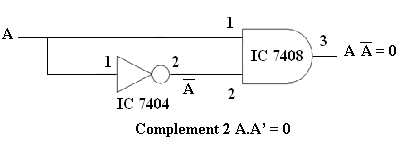 1
A
3
A A̅ = 0
IC 7408
1
2
A̅
2
IC 7404
Complement 2 A.A' = 0